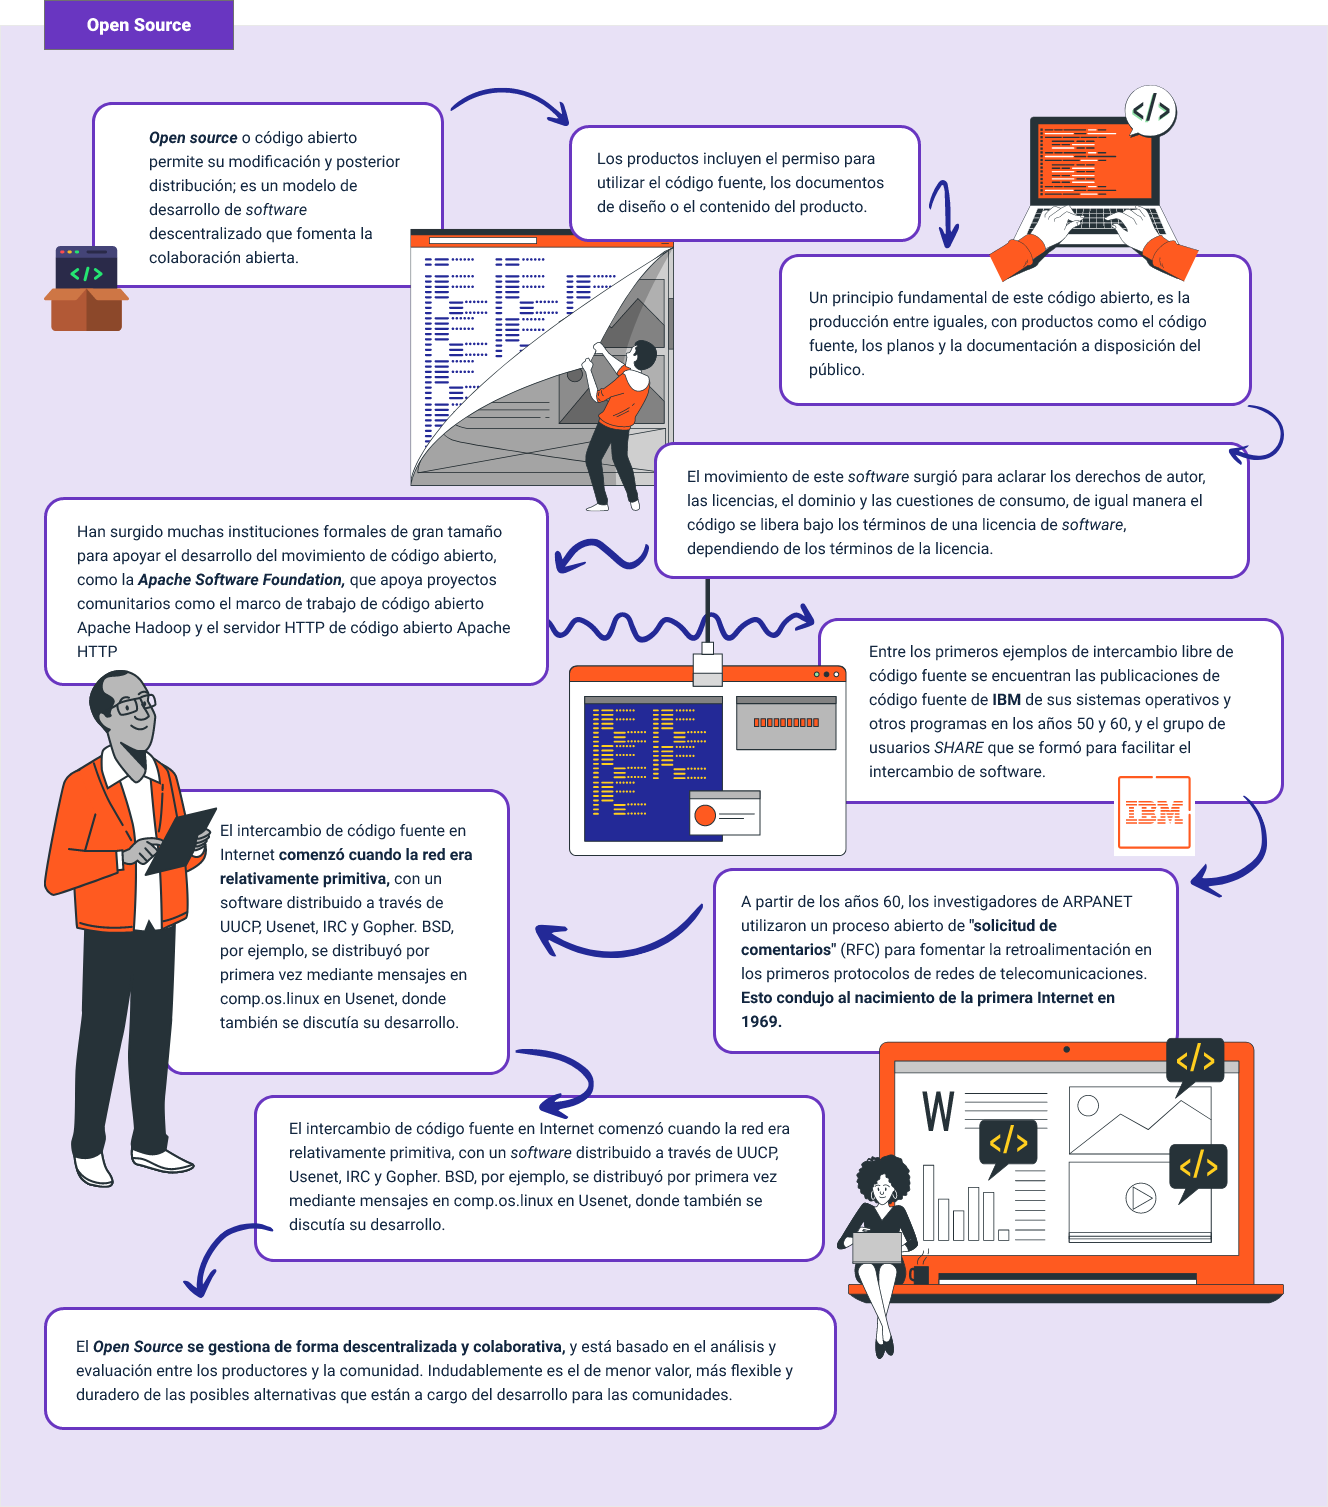 Open Source
Open source o código abierto
permite su modificación y posterior
distribución; es un modelo de
desarrollo de software
descentralizado que fomenta la
colaboración abierta.
</>
Los productos incluyen el permiso para
utilizar el código fuente, los documentos
de diseño o el contenido del producto.
</>
Un principio fundamental de este código abierto, es la
producción entre iguales, con productos como el código
fuente, los planos y la documentación a disposición del
público.
El movimiento de este software surgió para aclarar los derechos de autor,
las licencias, el dominio y las cuestiones de consumo, de igual manera el
código se libera bajo los términos de una licencia de software,
dependiendo de los términos de la licencia.
Han surgido muchas instituciones formales de gran tamaño
para apoyar el desarrollo del movimiento de código abierto,
como la Apache Software Foundation, que apoya proyectos
comunitarios como el marco de trabajo de código abierto
Apache Hadoop y el servidor HTTP de código abierto Apache
HTTP
Entre los primeros ejemplos de intercambio libre de
código fuente se encuentran las publicaciones de
código fuente de IBM de sus sistemas operativos y
otros programas en los años 50 y 60, y el grupo de
usuarios SHARE que se formó para facilitar el
intercambio de software.
IBM
A partir de los años 60, los investigadores de ARPANET
utilizaron un proceso abierto de "solicitud de
comentarios" (RFC) para fomentar la retroalimentación en
los primeros protocolos de redes de telecomunicaciones.
Esto condujo al nacimiento de la primera Internet en
1969.
El intercambio de código fuente en
Internet comenzó cuando la red era
relativamente primitiva, con un
software distribuido a través de
UUCP, Usenet, IRC y Gopher. BSD,
por ejemplo, se distribuyó por
primera vez mediante mensajes en
comp.os.linux en Usenet, donde
también se discutía su desarrollo.
</>
W
</>
</>
El intercambio de código fuente en Internet comenzó cuando la red era
relativamente primitiva, con un software distribuido a través de UUCP,
Usenet, IRC y Gopher. BSD, por ejemplo, se distribuyó por primera vez
mediante mensajes en comp.os.linux en Usenet, donde también se
discutía su desarrollo.
El Open Source se gestiona de forma descentralizada y colaborativa, y está basado en el análisis y
evaluación entre los productores y la comunidad. Indudablemente es el de menor valor, más flexible y
duradero de las posibles alternativas que están a cargo del desarrollo para las comunidades.